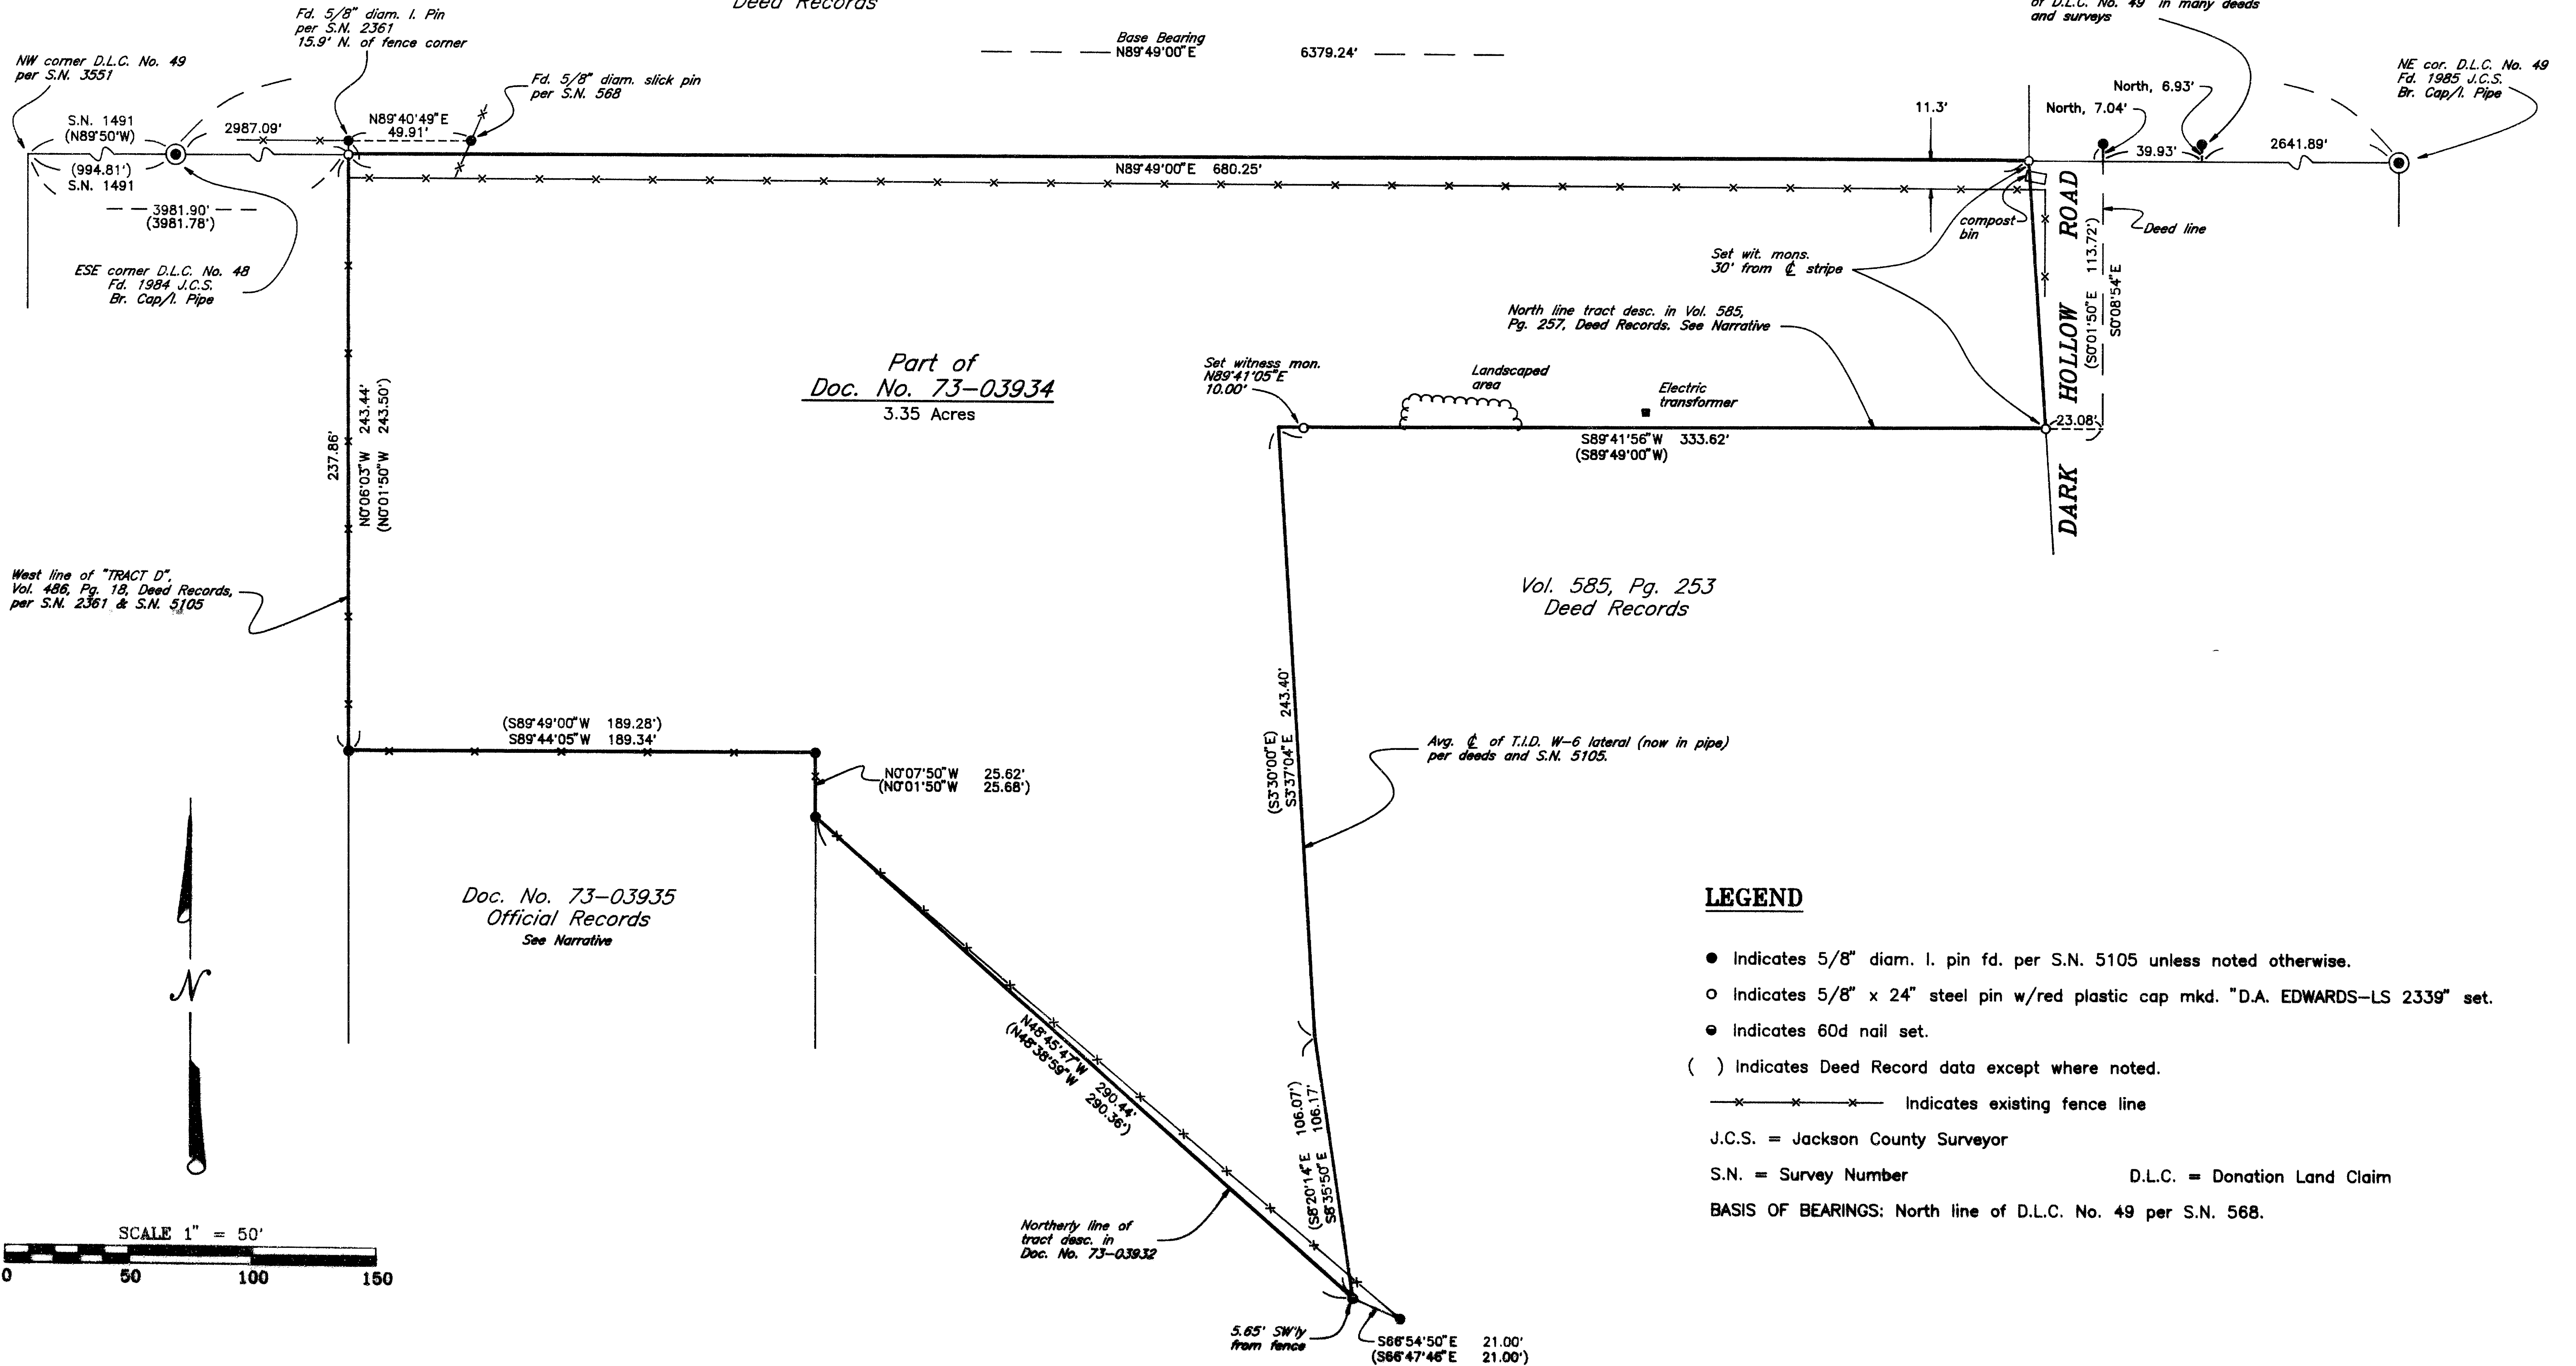 Deed Records
Fd. 5/8" diam. I. Pin
per S.N. 2361
15.9' N. of fence corner
of D.L.C. No. 49 in many deeds
and surveys
Base Bearing
N89°49'00"E 6379.24'
NW corner D.L.C. No. 49
per S.N. 3551
Fd. 5/8" diam. slick pin
per S.N. 568
NE cor. D.L.C. No. 49
Fd. 1985 J.C.S.
Br. Cap/I. Pipe
North, 6.93'
North, 7.04'
11.3'
S.N. 1491
(N89°50'W)
2987.09'
N89°40'49"E
49.91'
39.93'
2641.89'
(994.81')
S.N. 1491
N89°49'00"E 680.25'
3981.90'
(3981.78')
compost
bin
Deed line
ESE corner D.L.C. No. 48
Fd. 1984 J.C.S.
Br. Cap/I. Pipe
Set wit. mons.
30' from ℄ stripe
(S0°01'50"E 113.72')
S0°08'54"E
DARK HOLLOW ROAD
North line tract desc. in Vol. 585,
Pg. 257, Deed Records. See Narrative
Part of
Doc. No. 73-03934
3.35 Acres
Set witness mon.
N89°41'05"E
10.00'
Landscaped
area
Electric
transformer
23.08'
S89°41'56"W 333.62'
(S89°49'00"W)
237.86'
N0°06'03"W 243.44'
(N0°01'50"W 243.50')
West line of "TRACT D",
Vol. 486, Pg. 18, Deed Records,
per S.N. 2361 & S.N. 5105
Vol. 585, Pg. 253
Deed Records
(S3°30'00"E)
S3°37'04"E 243.40'
(S89°49'00"W 189.28')
S89°44'05"W 189.34'
Avg. ℄ of T.I.D. W-6 lateral (now in pipe)
per deeds and S.N. 5105.
N0°07'50"W 25.62'
(N0°01'50"W 25.68')
Doc. No. 73-03935
Official Records
See Narrative
N
N48°45'47"W 290.44'
(N48°38'59"W 290.36')
(S8°20'14"E 106.07')
S8°35'50"E 106.17'
Northerly line of
tract desc. in
Doc. No. 73-03932
5.65' SW'ly
from fence
S66°54'50"E 21.00'
(S66°47'46"E 21.00')
SCALE 1" = 50'
0 50 100 150
LEGEND
Indicates 5/8" diam. I. pin fd. per S.N. 5105 unless noted otherwise.
Indicates 5/8" x 24" steel pin w/red plastic cap mkd. "D.A. EDWARDS-LS 2339" set.
Indicates 60d nail set.
( ) Indicates Deed Record data except where noted.
Indicates existing fence line
J.C.S. = Jackson County Surveyor
S.N. = Survey Number D.L.C. = Donation Land Claim
BASIS OF BEARINGS: North line of D.L.C. No. 49 per S.N. 568.